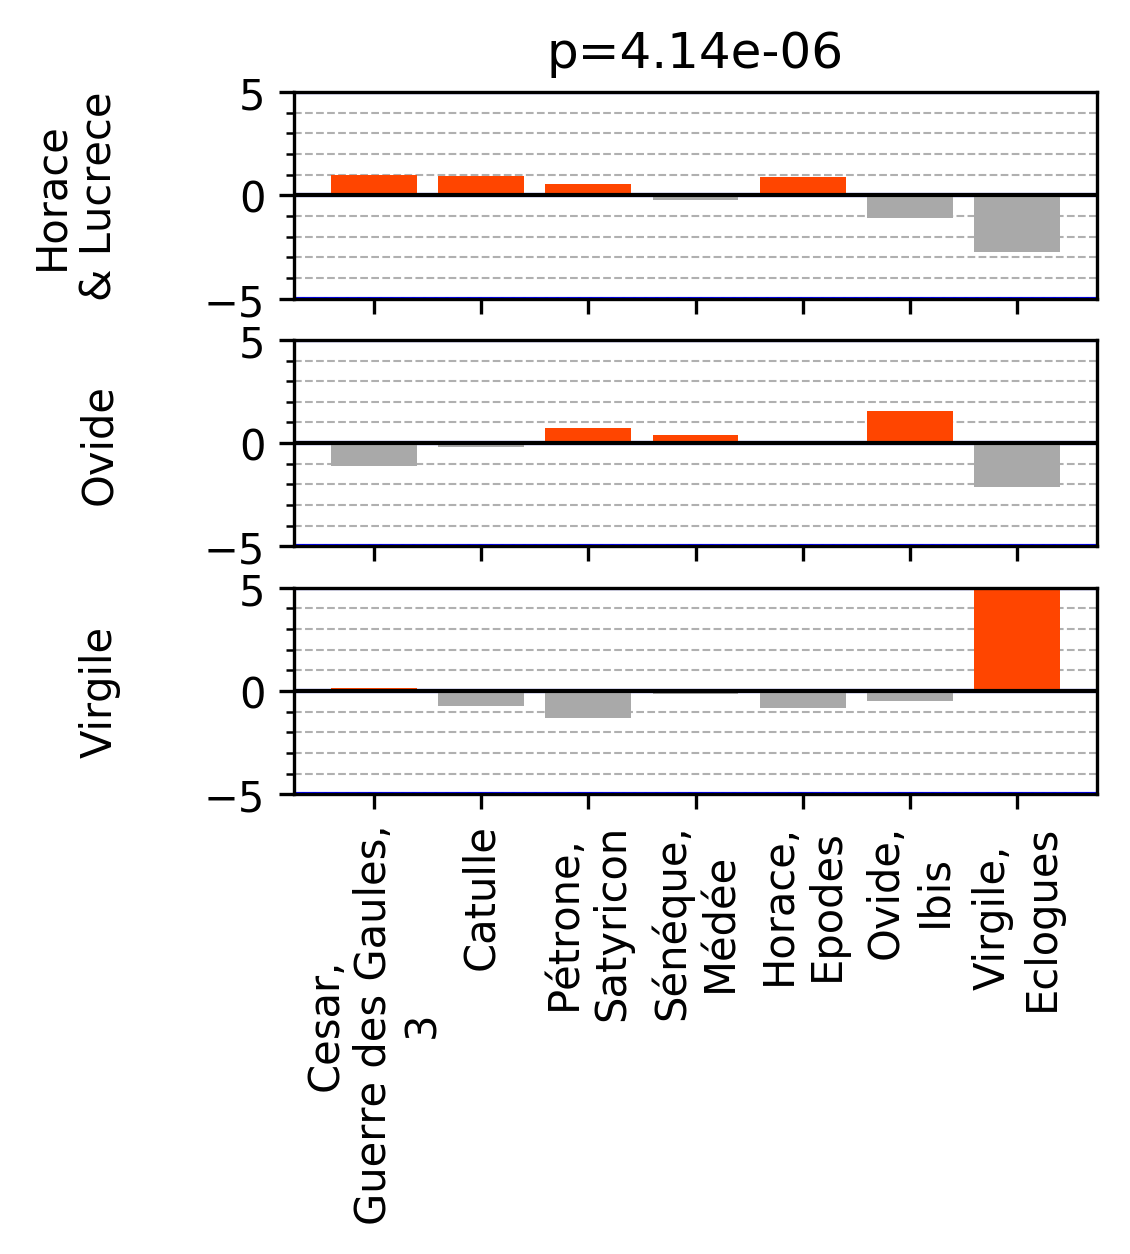 p=4.14e-06
Horace
& Lucrece
5
0
−5
Ovide
5
0
−5
Virgile
5
0
−5
Cesar,
Guerre des Gaules,
3
Catulle
Pétrone,
Satyricon
Sénéque,
Médée
Horace,
Epodes
Ovide,
Ibis
Virgile,
Eclogues